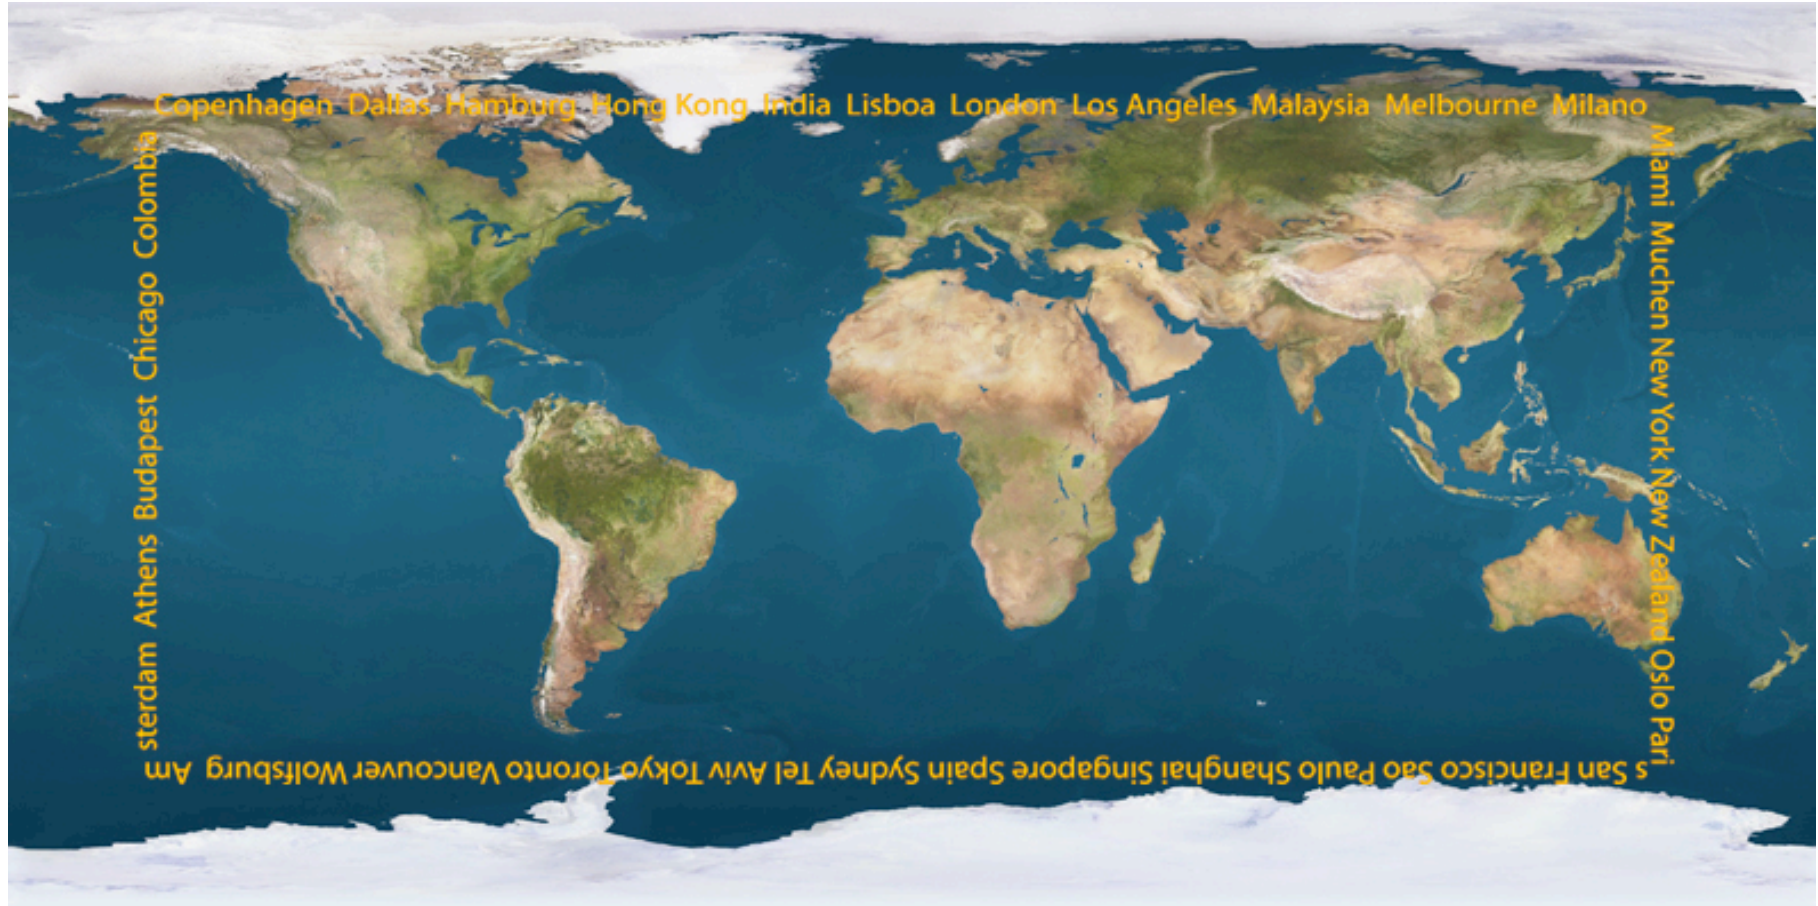 Copenhagen Dallas Hamburg Hong Kong India Lisboa London Los Angeles Malaysia Melbourne Milano
Miami Muchen New York New Zealand Oslo Pari
s San Francisco Sao Paulo Shanghai Singapore Spain Sydney Tel Aviv Tokyo Toronto Vancouver Wolfsburg Am
sterdam Athens Budapest Chicago Colombia